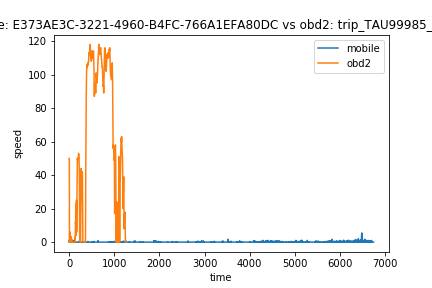 e: E373AE3C-3221-4960-B4FC-766A1EFA80DC vs obd2: trip_TAU99985_
mobile
obd2
speed
120
100
80
60
40
20
0
0 1000 2000 3000 4000 5000 6000 7000
time